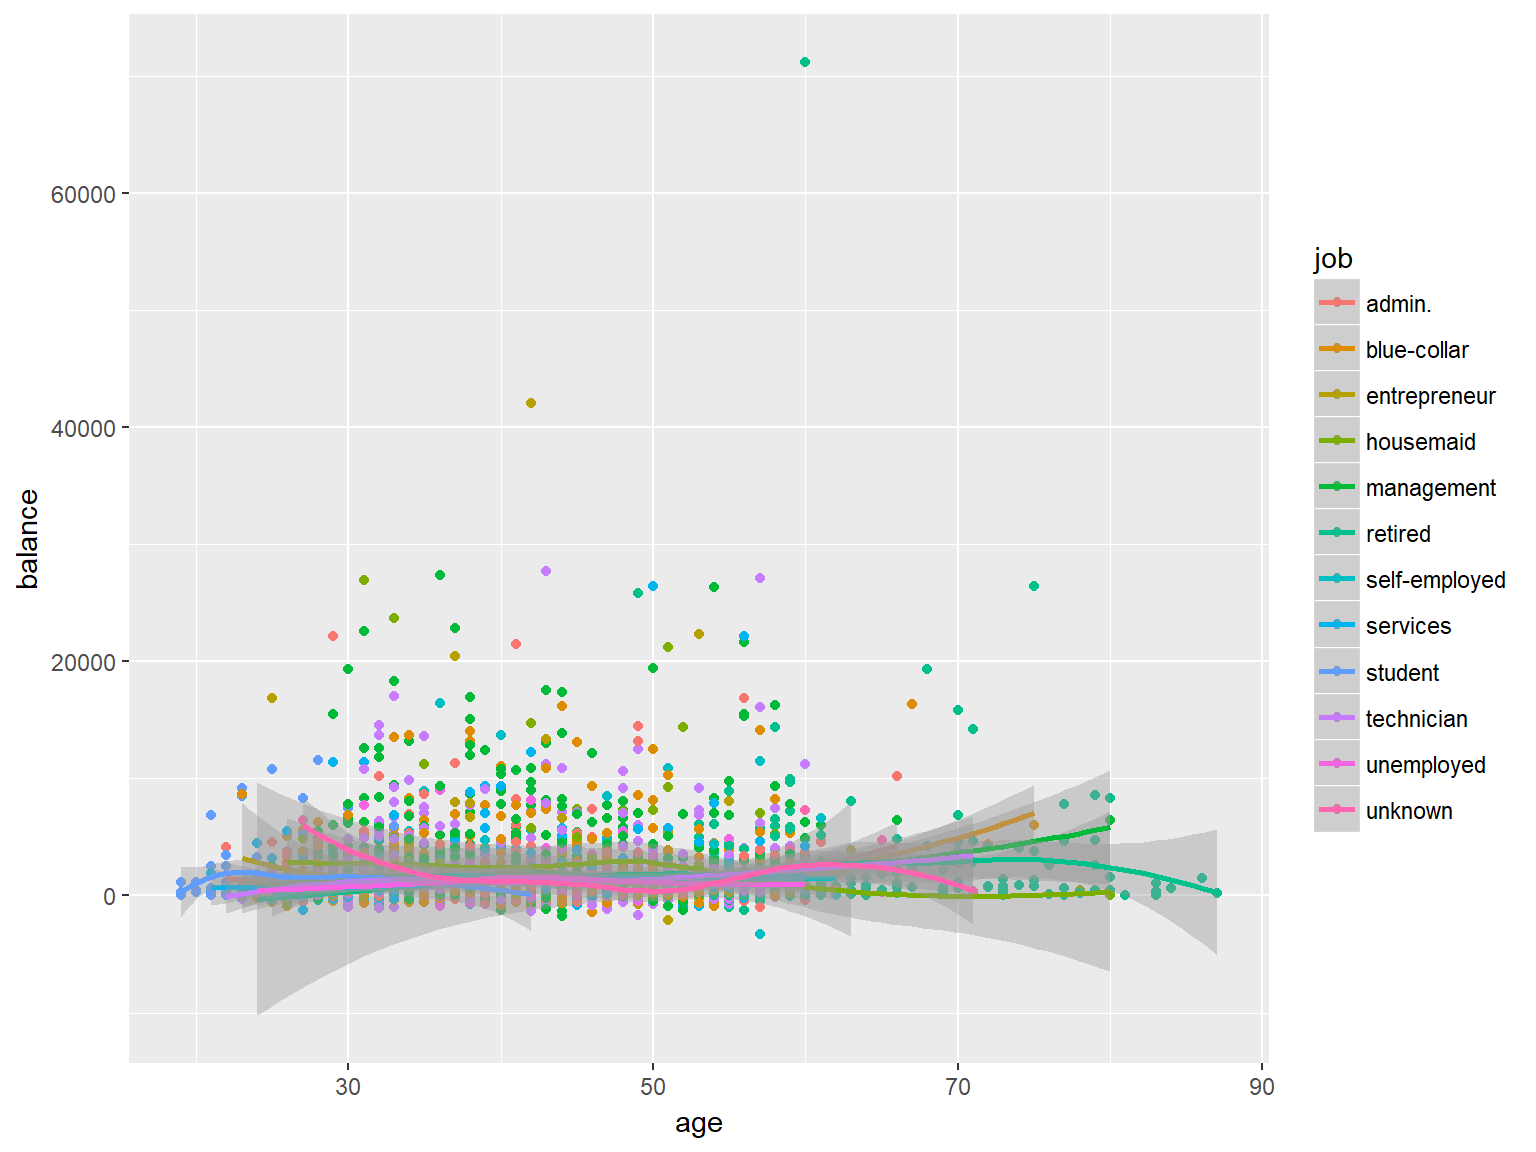 60000
40000
20000
0
balance
30
50
70
90
age
job
admin.
blue-collar
entrepreneur
housemaid
management
retired
self-employed
services
student
technician
unemployed
unknown